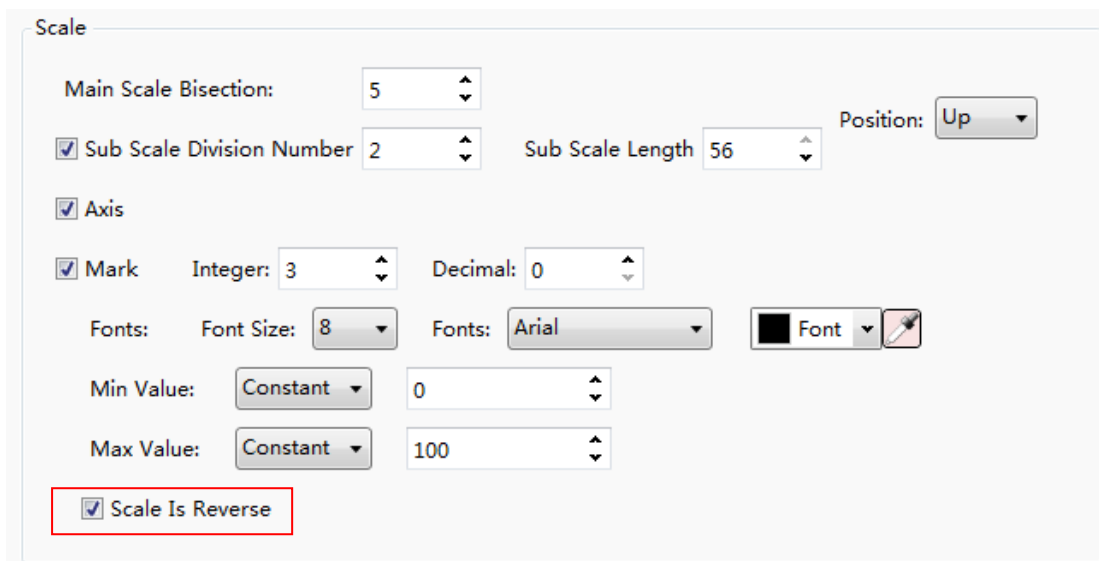 Scale
Main Scale Bisection: 5
Position: Up
Sub Scale Division Number 2 Sub Scale Length 56
Axis
Mark Integer: 3 Decimal: 0
Fonts: Font Size: 8 Fonts: Arial Font
Min Value: Constant 0
Max Value: Constant 100
Scale Is Reverse